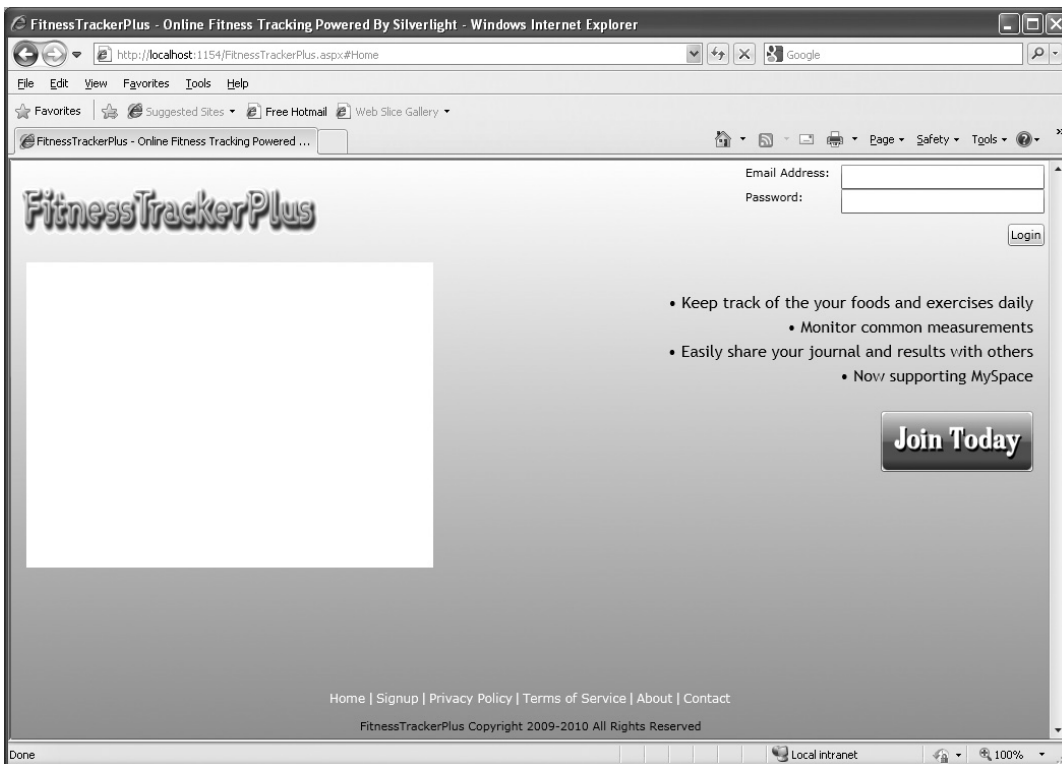 FitnessTrackerPlus - Online Fitness Tracking Powered By Silverlight - Windows Internet Explorer
http://localhost:1154/FitnessTrackerPlus.aspx#Home
Google
File Edit View Favorites Tools Help
Favorites Suggested Sites Free Hotmail Web Slice Gallery
FitnessTrackerPlus - Online Fitness Tracking Powered ...
Page Safety Tools
Email Address:
FitnessTrackerPlus
Password:
Login
• Keep track of the your foods and exercises daily
• Monitor common measurements
• Easily share your journal and results with others
• Now supporting MySpace
Join Today
Home | Signup | Privacy Policy | Terms of Service | About | Contact
FitnessTrackerPlus Copyright 2009-2010 All Rights Reserved
Done Local intranet 100%